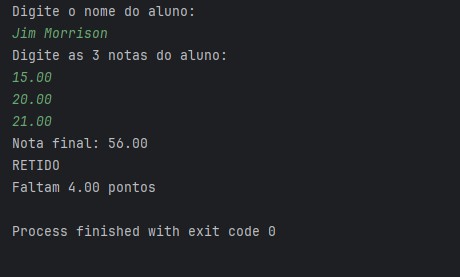 Digite o nome do aluno:
Jim Morrison
Digite as 3 notas do aluno:
15.00
20.00
21.00
Nota final: 56.00
RETIDO
Faltam 4.00 pontos
Process finished with exit code 0